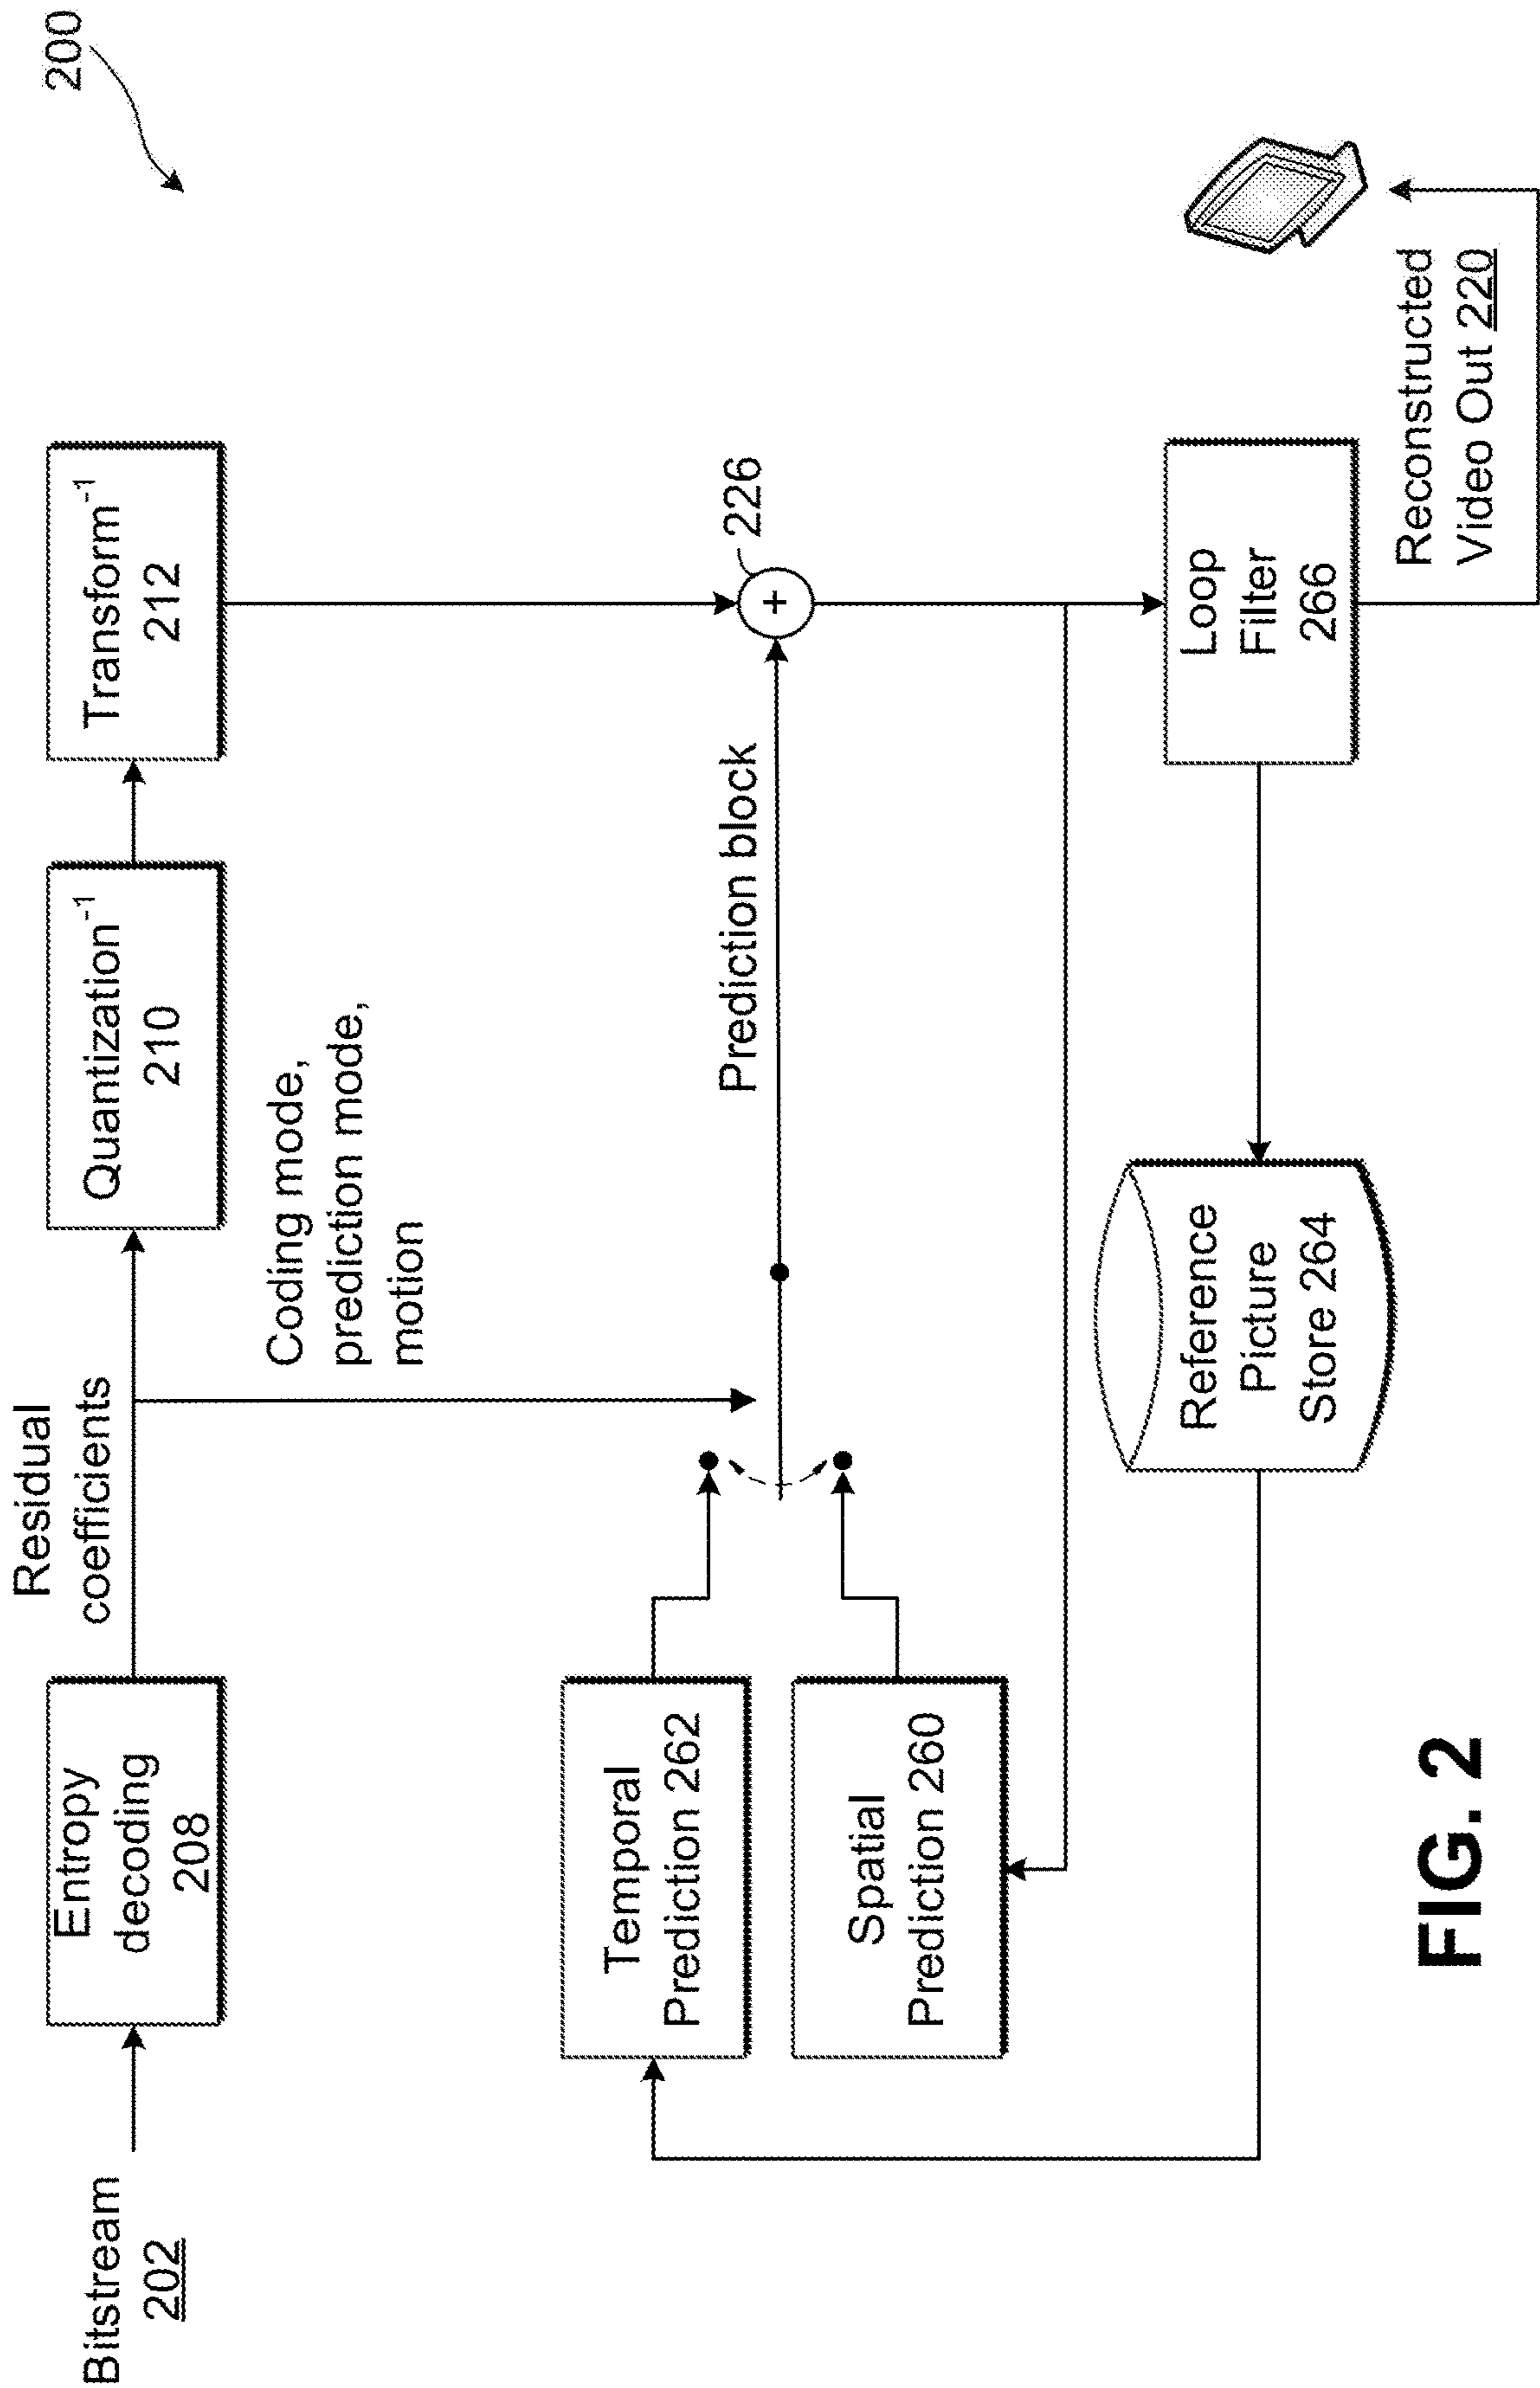 200
Bitstream
202
Entropy
decoding
208
Residual
coefficients
Quantization-1
210
Transform-1
212
Coding mode,
prediction mode,
motion
Temporal
Prediction 262
Spatial
Prediction 260
Prediction block
226
+
Reference
Picture
Store 264
Loop
Filter
266
Reconstructed
Video Out 220
FIG. 2